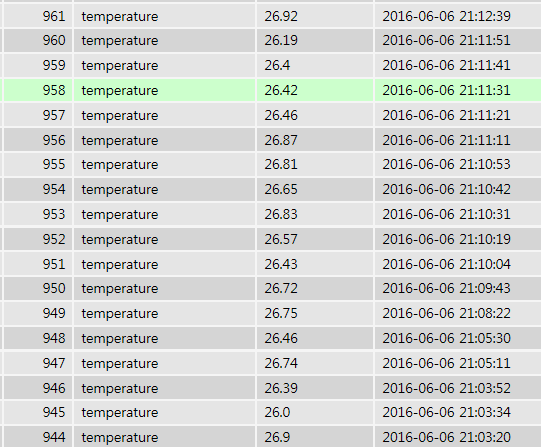 961 temperature 26.92 2016-06-06 21:12:39
960 temperature 26.19 2016-06-06 21:11:51
959 temperature 26.4 2016-06-06 21:11:41
958 temperature 26.42 2016-06-06 21:11:31
957 temperature 26.46 2016-06-06 21:11:21
956 temperature 26.87 2016-06-06 21:11:11
955 temperature 26.81 2016-06-06 21:10:53
954 temperature 26.65 2016-06-06 21:10:42
953 temperature 26.83 2016-06-06 21:10:31
952 temperature 26.57 2016-06-06 21:10:19
951 temperature 26.43 2016-06-06 21:10:04
950 temperature 26.72 2016-06-06 21:09:43
949 temperature 26.75 2016-06-06 21:08:22
948 temperature 26.46 2016-06-06 21:05:30
947 temperature 26.74 2016-06-06 21:05:11
946 temperature 26.39 2016-06-06 21:03:52
945 temperature 26.0 2016-06-06 21:03:34
944 temperature 26.9 2016-06-06 21:03:20